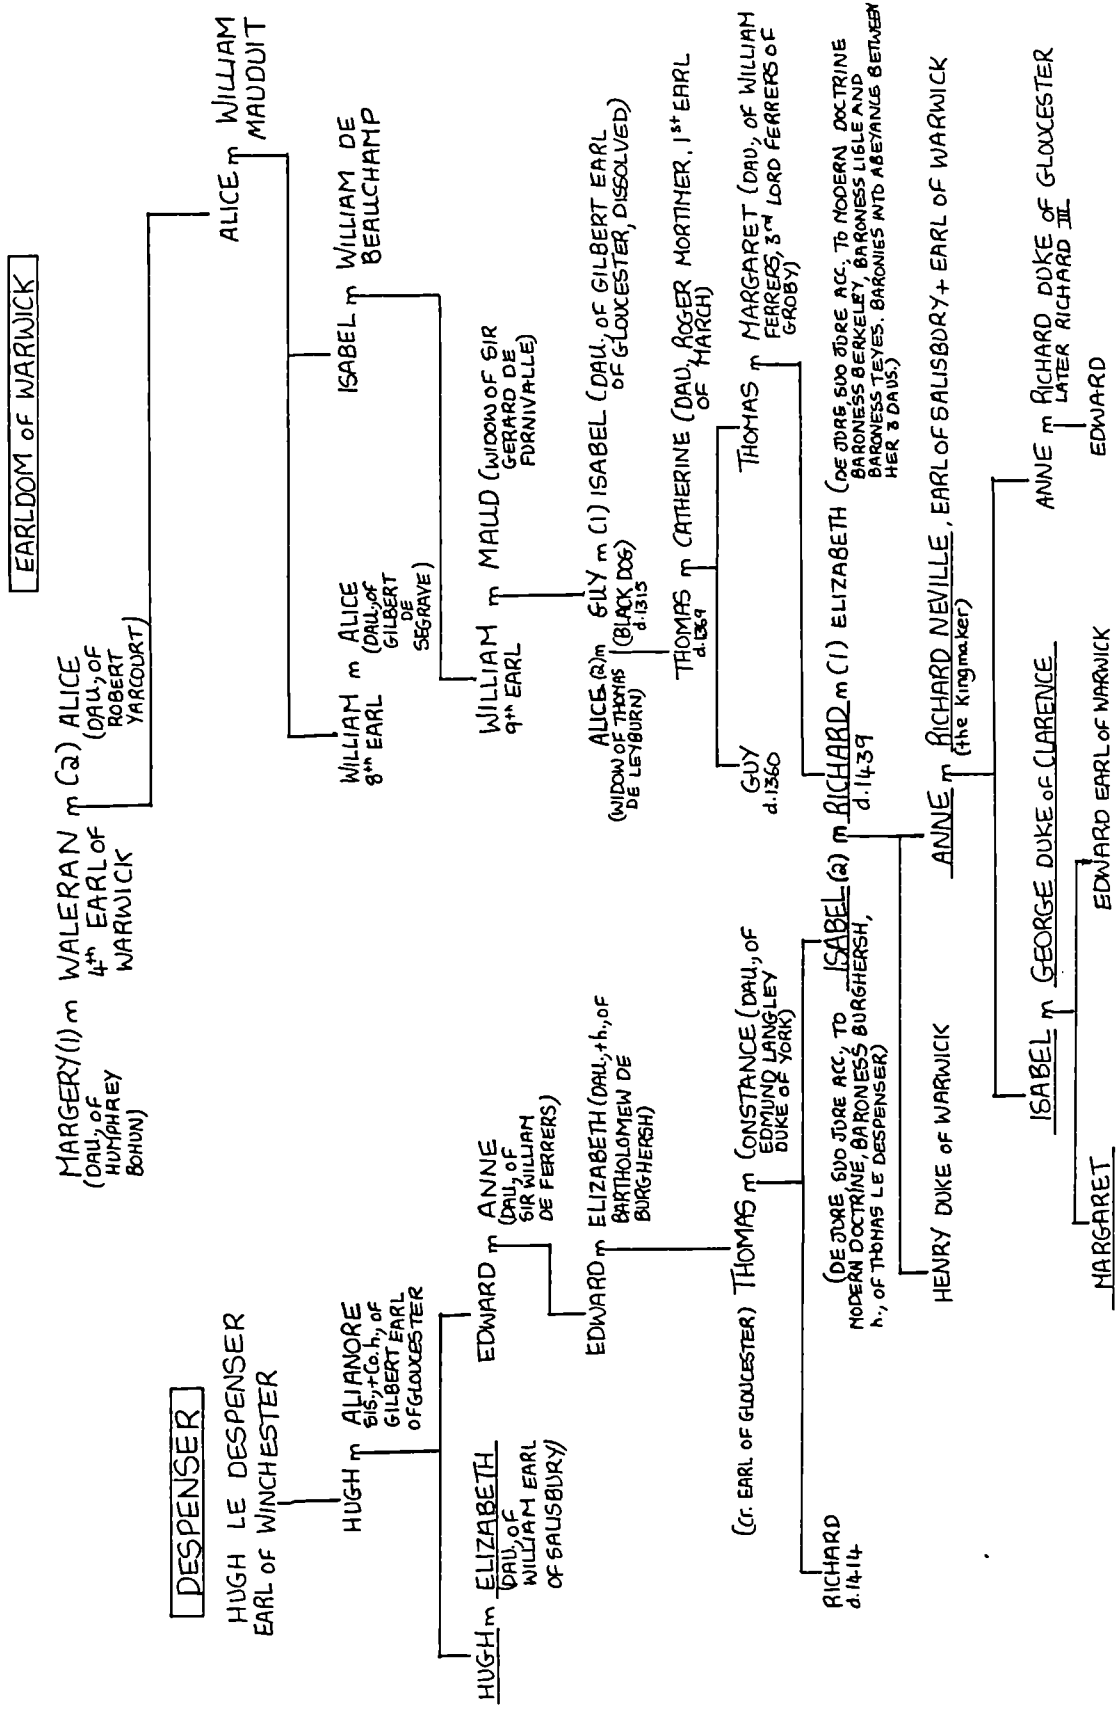 EARLDOM OF WARWICK
MARGERY (1) m WALERAN m (2) ALICE
(DAU., OF
HUMPHREY
BOHUN)
4th EARL OF
WARWICK
(DAU., OF
ROBERT
YARCOURT)
ALICE m WILLIAM
MAUDUIT
WILLIAM m ALICE
8th EARL
(DAU., OF
GILBERT
DE
SEGRAVE)
ISABEL m WILLIAM DE
BEAUCHAMP
WILLIAM m MAUD (WIDOW OF SIR
9th EARL
GERARD DE
FURNIVALLE)
ALICE (2) m GUY m (1) ISABEL (DAU., OF GILBERT EARL
(WIDOW OF THOMAS
DE LEYBURN)
(BLACK DOG)
d.1315
OF GLOUCESTER, DISSOLVED)
THOMAS m CATHERINE (DAU., ROGER MORTIMER, 1st EARL
d.1369
OF MARCH)
GUY
d.1360
THOMAS m MARGARET (DAU., OF WILLIAM
FERRERS, 3rd LORD FERRERS OF
GROBY)
DESPENSER
HUGH LE DESPENSER
EARL OF WINCHESTER
HUGH m ALIANORE
SIS., + Co. h., OF
GILBERT EARL
OF GLOUCESTER
HUGH m ELIZABETH
(DAU., OF
WILLIAM EARL
OF SALISBURY)
EDWARD m ANNE
(DAU., OF
SIR WILLIAM
DE FERRERS)
EDWARD m ELIZABETH (DAU., + h., OF
BARTHOLOMEW DE
BURGHERSH)
(Cr. EARL OF GLOUCESTER) THOMAS m CONSTANCE (DAU., OF
EDMUND LANGLEY
DUKE OF YORK)
RICHARD
d.1414
(DE JURE SUO JURE ACC., TO
MODERN DOCTRINE, BARONESS BURGHERSH,
h., OF THOMAS LE DESPENSER)
ISABEL (2) m RICHARD m (1) ELIZABETH (DE JURE, SUO JURE ACC., TO MODERN DOCTRINE
d.1439
BARONESS BERKELEY, BARONESS LISLE AND
BARONESS TEYES. BARONIES INTO ABEYANCE BETWEEN
HER 3 DAUS.)
HENRY DUKE OF WARWICK
ANNE m RICHARD NEVILLE, EARL OF SALISBURY + EARL OF WARWICK
(the Kingmaker)
ISABEL m GEORGE DUKE OF CLARENCE
ANNE m RICHARD DUKE OF GLOUCESTER
LATER RICHARD III
MARGARET
EDWARD EARL OF WARWICK
EDWARD